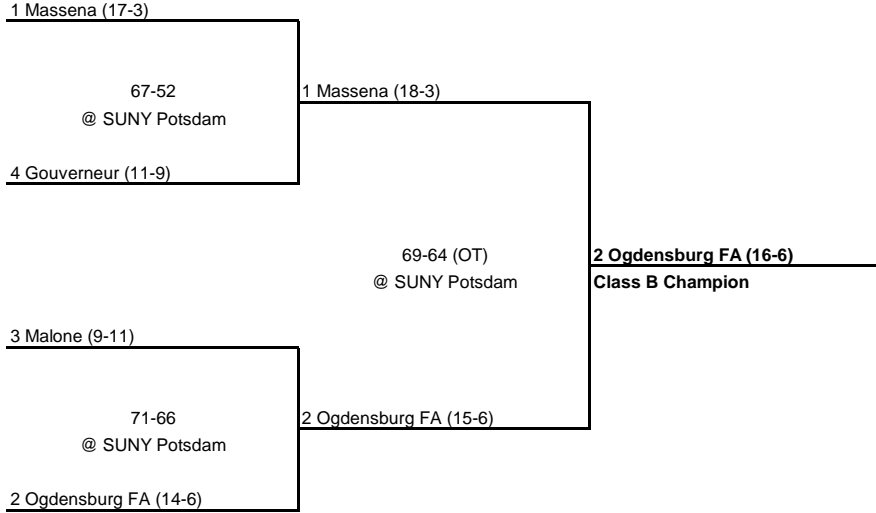 1 Massena (17-3)
67-52
@ SUNY Potsdam
1 Massena (18-3)
4 Gouverneur (11-9)
69-64 (OT)
@ SUNY Potsdam
2 Ogdensburg FA (16-6)
Class B Champion
3 Malone (9-11)
71-66
@ SUNY Potsdam
2 Ogdensburg FA (15-6)
2 Ogdensburg FA (14-6)